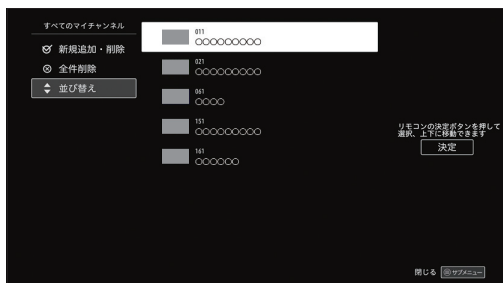 すべてのマイチャンネル
新規追加・削除
全件削除
並び替え
011
○○○○○○○○○
021
○○○○○○○○○
061
○○○○
151
○○○○○○○○○
161
○○○○○○
リモコンの決定ボタンを押して
選択、上下に移動できます
決定
閉じる サブメニュー